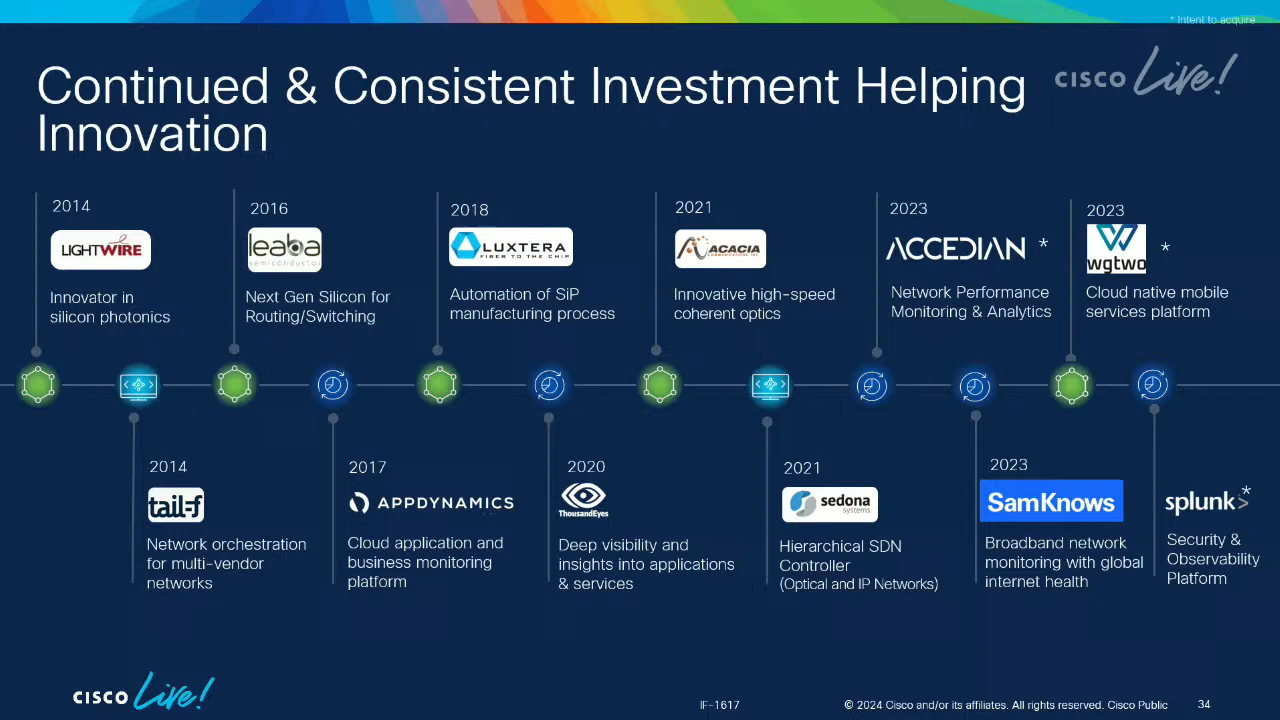 * Intent to acquire
Continued & Consistent Investment Helping
Innovation
CISCO Live!
2014
LIGHTWIRE
Innovator in
silicon photonics
2016
leaba
semiconductor
Next Gen Silicon for
Routing/Switching
2018
LUXTERA
FIBER TO THE CHIP
Automation of SiP
manufacturing process
2021
ACACIA
COMMUNICATIONS, INC.
Innovative high-speed
coherent optics
2023
ACCEDIAN *
Network Performance
Monitoring & Analytics
2023
wgtwo *
Cloud native mobile
services platform
2014
tail-f
Network orchestration
for multi-vendor
networks
2017
APPDYNAMICS
Cloud application and
business monitoring
platform
2020
ThousandEyes
Deep visibility and
insights into applications
& services
2021
sedona
systems
Hierarchical SDN
Controller
(Optical and IP Networks)
2023
SamKnows
Broadband network
monitoring with global
internet health
splunk> *
Security &
Observability
Platform
CISCO Live!
IF-1617
© 2024 Cisco and/or its affiliates. All rights reserved. Cisco Public
34